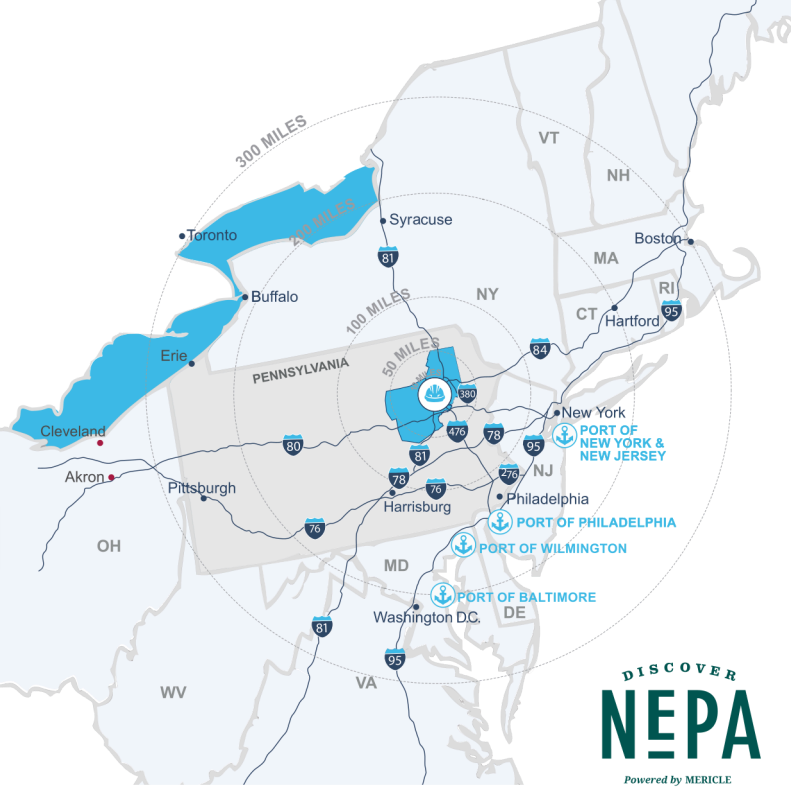 300 MILES
VT
NH
200 MILES
Syracuse
Toronto
Boston
81
MA
Buffalo
NY
RI
100 MILES
CT
95
Hartford
50 MILES
84
Erie
PENNSYLVANIA
380
New York
Cleveland
476
78
PORT OF
NEW YORK &
NEW JERSEY
80
95
81
NJ
Akron
78
276
Pittsburgh
76
Philadelphia
Harrisburg
PORT OF PHILADELPHIA
76
OH
PORT OF WILMINGTON
MD
PORT OF BALTIMORE
DE
Washington D.C.
81
95
VA
WV
DISCOVER
NEPA
Powered by MERICLE